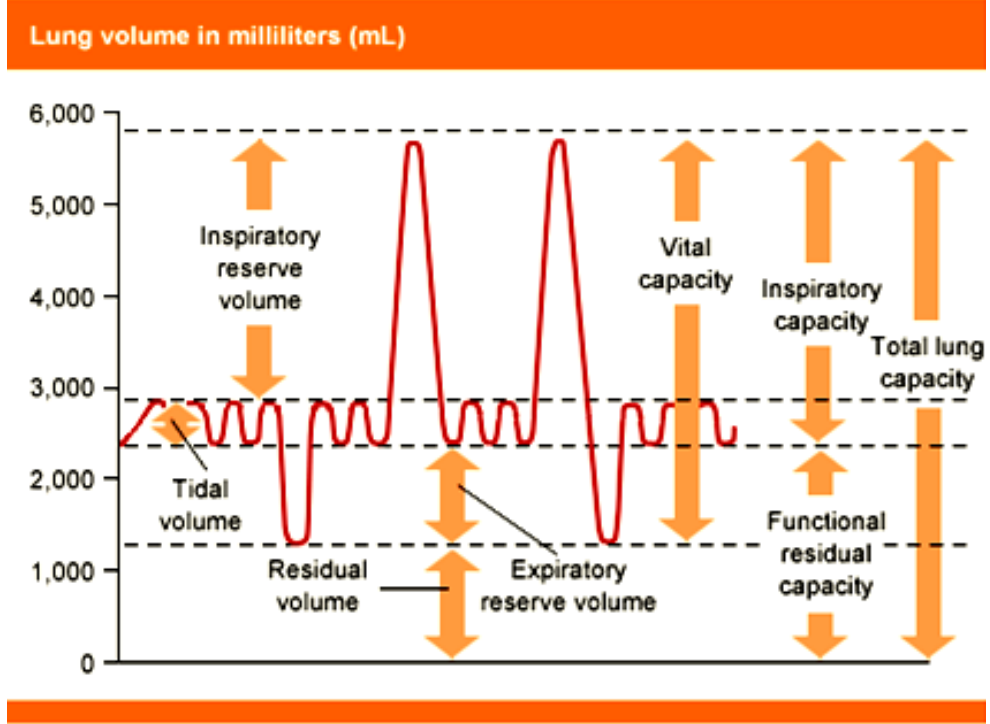 Lung volume in milliliters (mL)
6,000
5,000
4,000
3,000
2,000
1,000
0
Inspiratory
reserve
volume
Tidal
volume
Residual
volume
Expiratory
reserve volume
Vital
capacity
Inspiratory
capacity
Functional
residual
capacity
Total lung
capacity